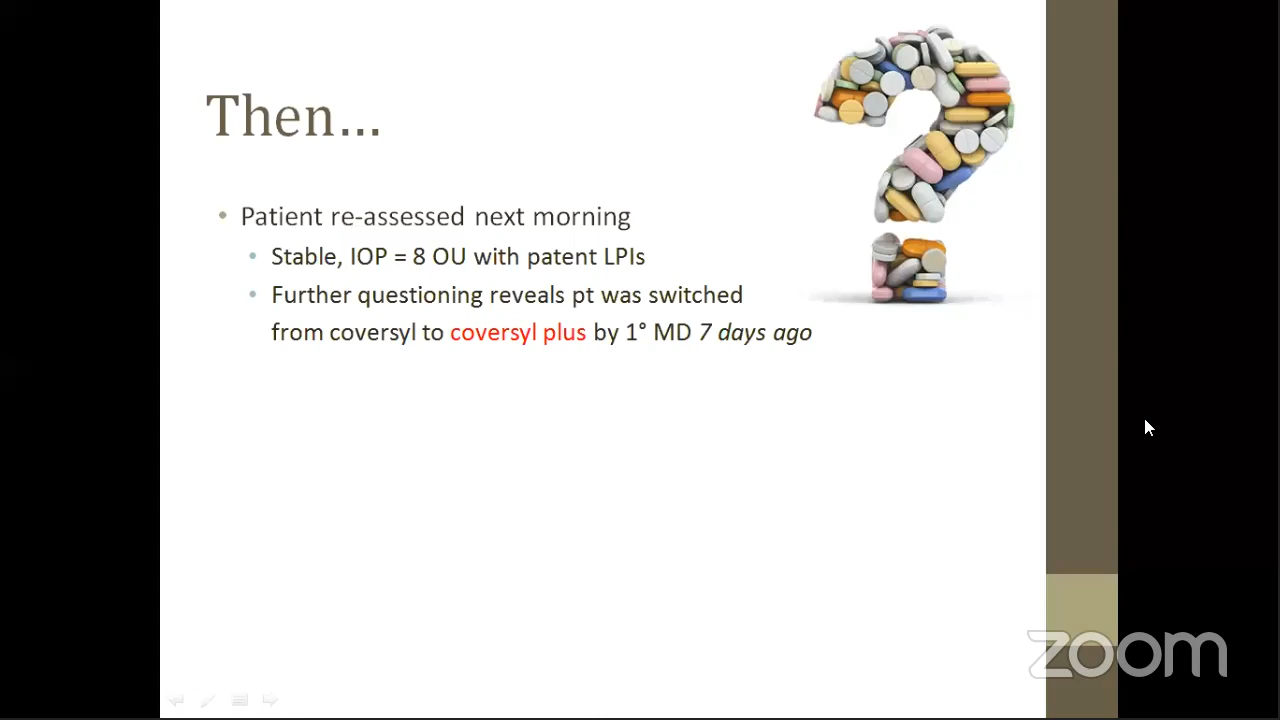 Then...
• Patient re-assessed next morning
• Stable, IOP = 8 OU with patent LPIs
• Further questioning reveals pt was switched
from coversyl to coversyl plus by 1° MD 7 days ago
zoom